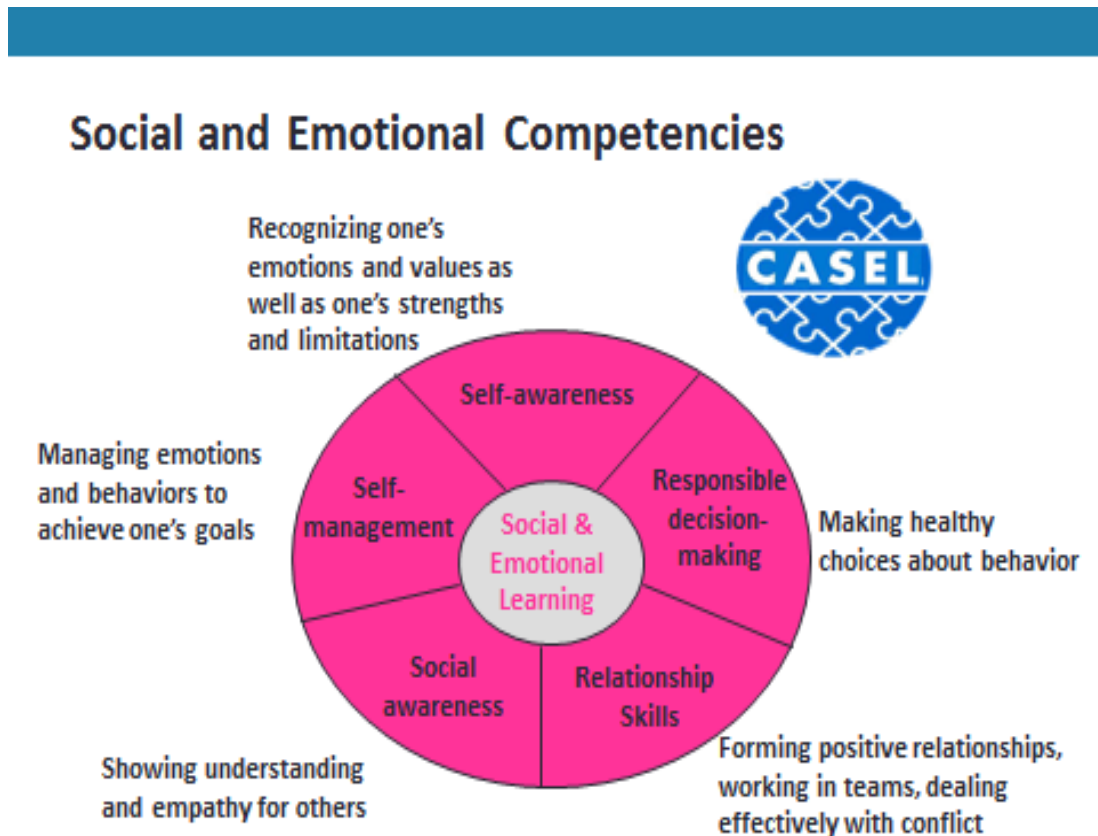 Social and Emotional Competencies
CASEL
Recognizing one's
emotions and values as
well as one's strengths
and limitations
Self-awareness
Managing emotions
and behaviors to
achieve one's goals
Self-
management
Social &
Emotional
Learning
Responsible
decision-
making
Making healthy
choices about behavior
Social
awareness
Relationship
Skills
Showing understanding
and empathy for others
Forming positive relationships,
working in teams, dealing
effectively with conflict